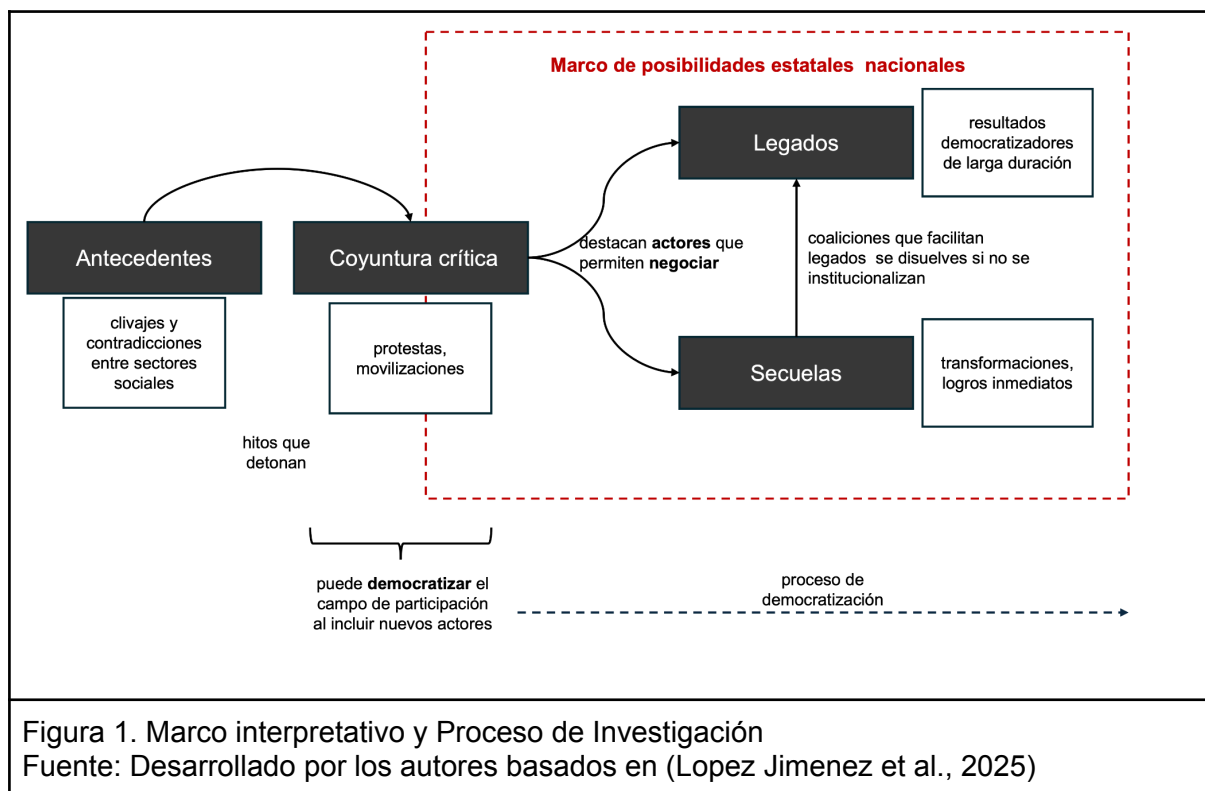 Marco de posibilidades estatales nacionales
Legados
resultados
democratizadores
de larga duración
Antecedentes
Coyuntura crítica
destacan actores que
permiten negociar
coaliciones que facilitan
legados se disuelves si no se
institucionalizan
clivajes y
contradicciones
entre sectores
sociales
protestas,
movilizaciones
Secuelas
transformaciones,
logros inmediatos
hitos que
detonan
puede democratizar el
campo de participación
al incluir nuevos actores
proceso de
democratización
Figura 1. Marco interpretativo y Proceso de Investigación
Fuente: Desarrollado por los autores basados en (Lopez Jimenez et al., 2025)